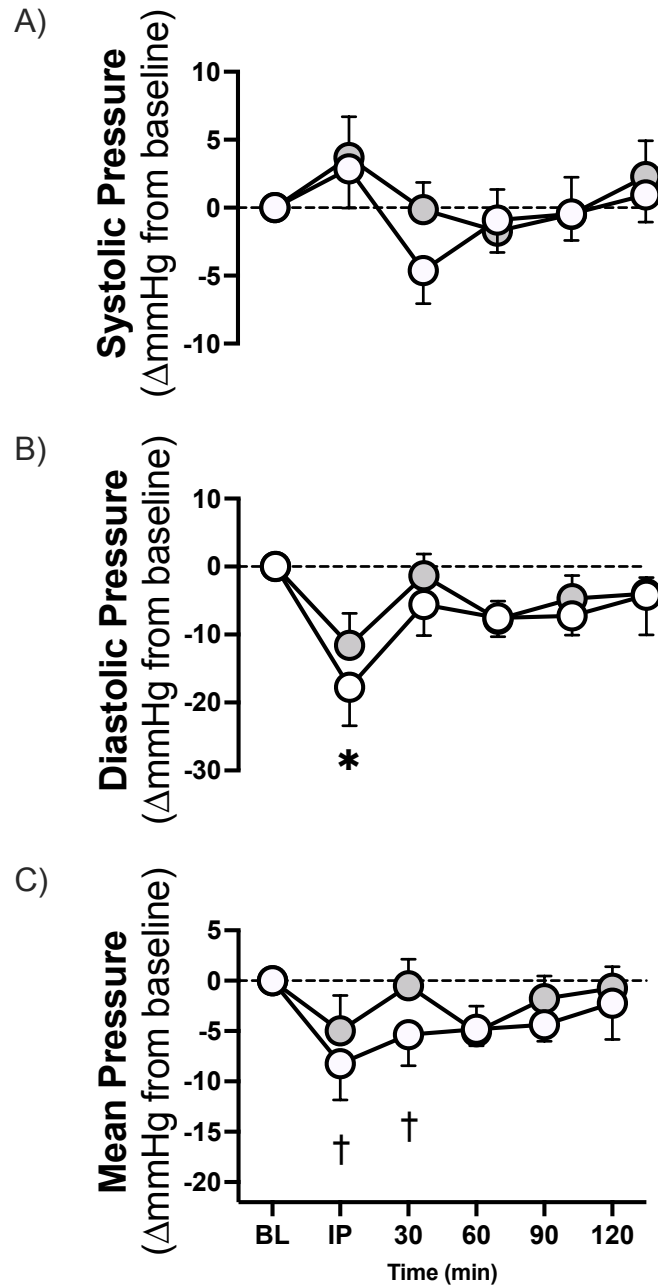 A)
Systolic Pressure
(ΔmmHg from baseline)
10
5
0
-5
-10
B)
Diastolic Pressure
(ΔmmHg from baseline)
10
0
-10
-20
-30
*
C)
Mean Pressure
(ΔmmHg from baseline)
5
0
-5
-10
-15
-20
† †
BL IP 30 60 90 120
Time (min)